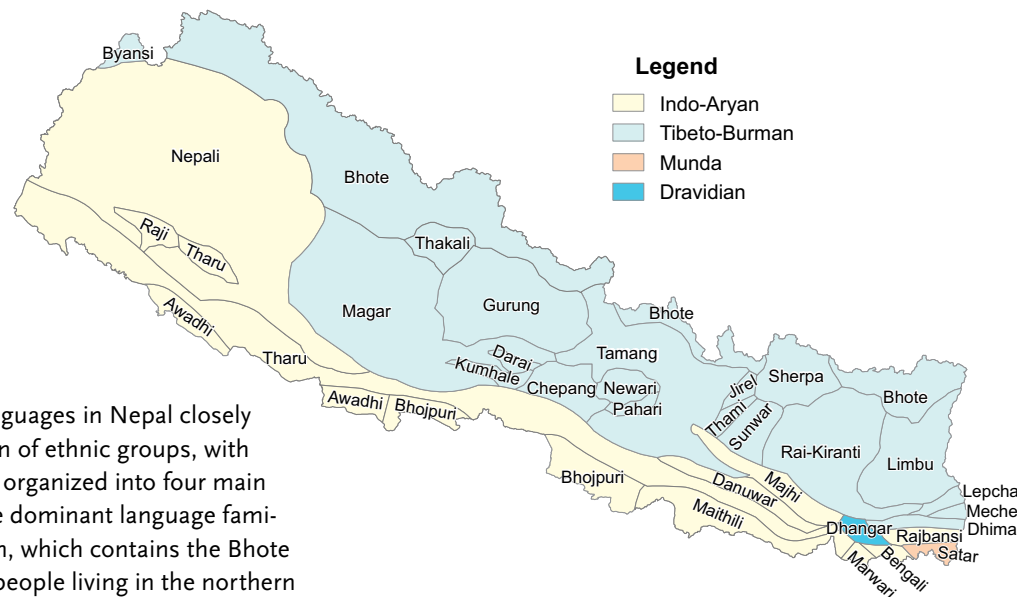 Legend
Indo-Aryan
Tibeto-Burman
Munda
Dravidian
Byansi
Nepali
Bhote
Raji
Tharu
Thakali
Magar
Gurung
Bhote
Awadhi
Tharu
Darai
Kumhale
Tamang
Chepang
Newari
Pahari
Jirel
Thami
Sunwar
Sherpa
Bhote
Rai-Kiranti
Limbu
Awadhi
Bhojpuri
Bhojpuri
Danuwar
Majhi
Maithili
Dhangar
Lepcha
Meche
Dhima
Rajbansi
Satar
Bengali
Marwari
nguages in Nepal closely
n of ethnic groups, with
organized into four main
e dominant language fami-
n, which contains the Bhote
people living in the northern